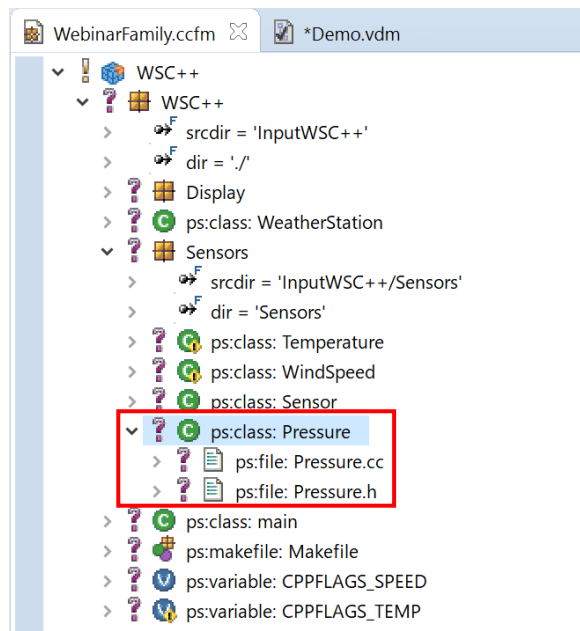 WebinarFamily.ccfm *Demo.vdm
WSC++
WSC++
srcdir = 'InputWSC++'
dir = './'
Display
ps:class: WeatherStation
Sensors
srcdir = 'InputWSC++/Sensors'
dir = 'Sensors'
ps:class: Temperature
ps:class: WindSpeed
ps:class: Sensor
ps:class: Pressure
ps:file: Pressure.cc
ps:file: Pressure.h
ps:class: main
ps:makefile: Makefile
ps:variable: CPPFLAGS_SPEED
ps:variable: CPPFLAGS_TEMP